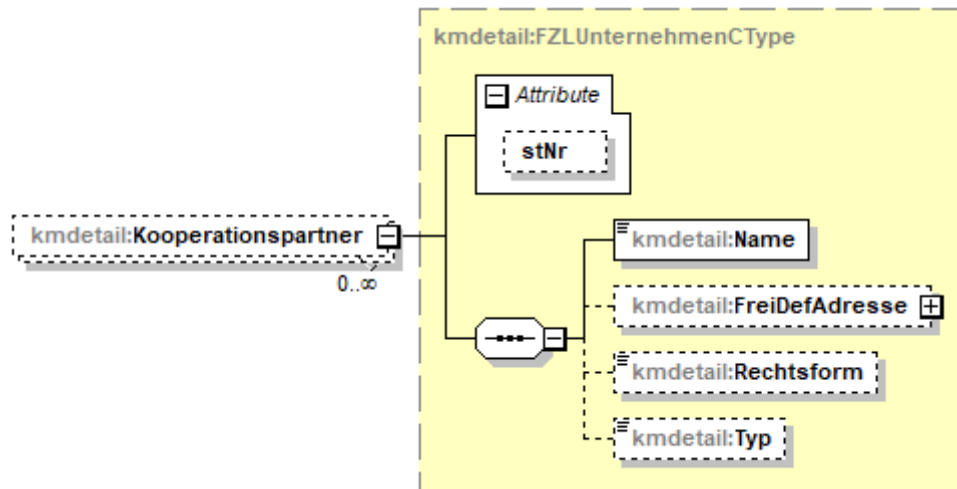 kmdetail:FZLUnternehmenCType
Attribute
stNr
kmdetail:Kooperationspartner
0..∞
kmdetail:Name
kmdetail:FreiDefAdresse
kmdetail:Rechtsform
kmdetail:Typ